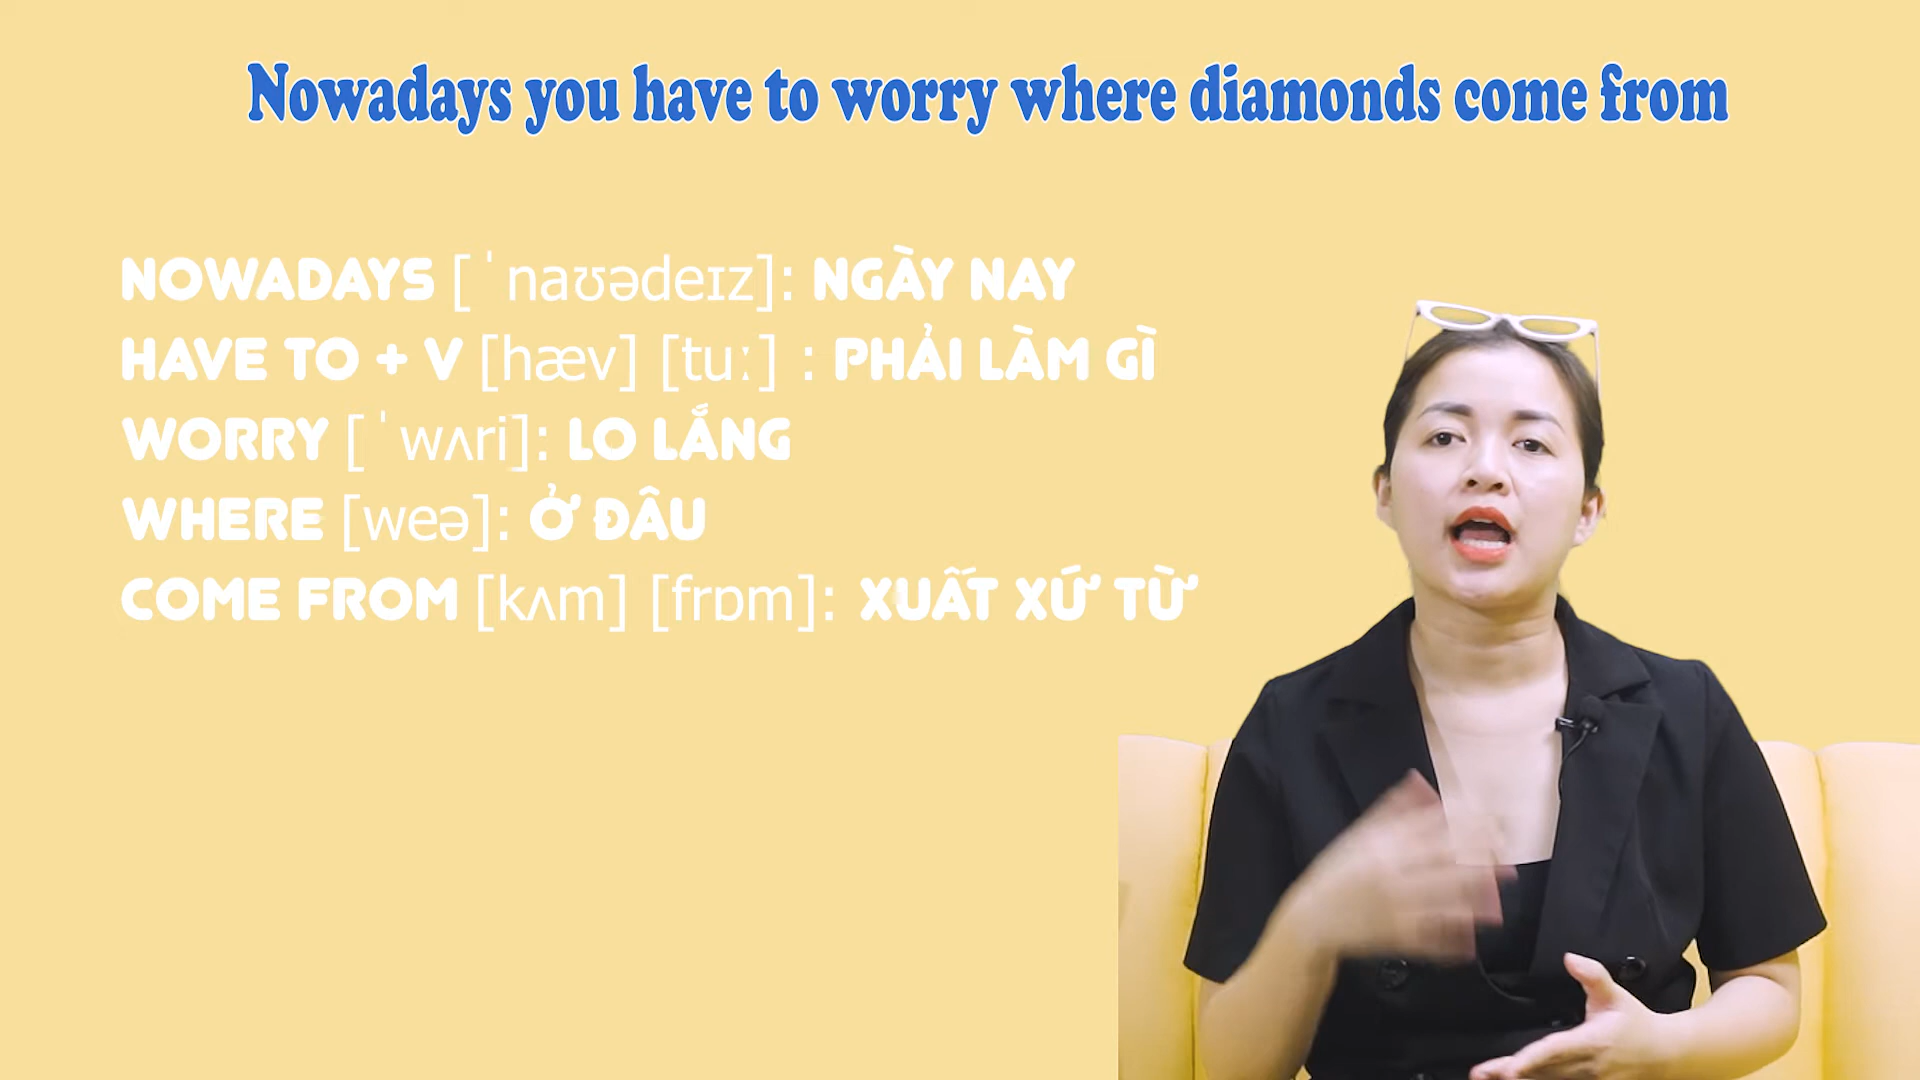 Nowadays you have to worry where diamonds come from
NOWADAYS [ˈnaʊədeɪz]: NGÀY NAY
HAVE TO + V [hæv] [tuː] : PHẢI LÀM GÌ
WORRY [ˈwʌri]: LO LẮNG
WHERE [weə]: Ở ĐÂU
COME FROM [kʌm] [frɒm]: XUẤT XỨ TỪ